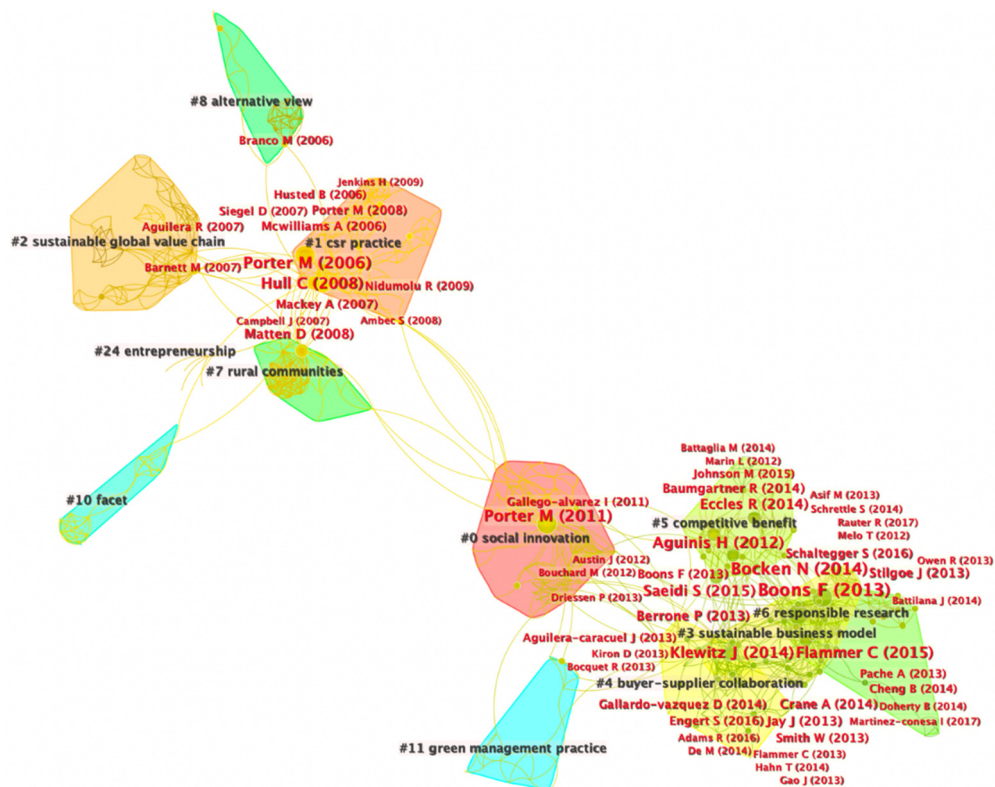 #8 alternative view
Branco M (2006)
Jenkins H (2009)
Husted B (2006)
Siegel D (2007) Porter M (2008)
Aguilera R (2007) Mcwilliams A (2006)
#2 sustainable global value chain #1 csr practice
Barnett M (2007) Porter M (2006)
Hull C (2008) Nidumolu R (2009)
Mackey A (2007)
Campbell J (2007) Ambec S (2008)
Matten D (2008)
#24 entrepreneurship
#7 rural communities
#10 facet
Battaglia M (2014)
Marin L (2012)
Johnson M (2015)
Baumgartner R (2014) Asif M (2013)
Gallego-alvarez I (2011) Eccles R (2014) Schrettle S (2014)
Porter M (2011) #5 competitive benefit Rauter R (2017)
#0 social innovation Aguinis H (2012) Melo T (2012)
Austin J (2012) Schaltegger S (2016) Owen R (2013)
Bouchard M (2012) Boons F (2013) Bocken N (2014) Stilgoe J (2013)
Driessen P (2013) Saeidi S (2015) Boons F (2013) Battilana J (2014)
Berrone P (2013) #6 responsible research
Aguilera-caracuel J (2013) #3 sustainable business model
Kiron D (2013) Klewitz J (2014) Flammer C (2015)
Bocquet R (2013) Pache A (2013)
#4 buyer-supplier collaboration Cheng B (2014)
Gallardo-vazquez D (2014) Crane A (2014) Doherty B (2014)
Engert S (2016) Jay J (2013) Martinez-conesa I (2017)
Adams R (2016) Smith W (2013)
#11 green management practice De M (2014) Flammer C (2013)
Hahn T (2014)
Gao J (2013)